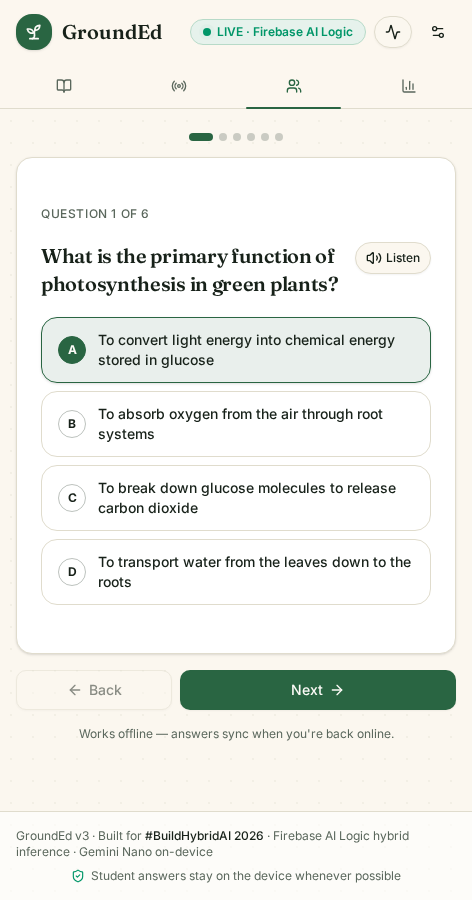 GroundEd
LIVE · Firebase AI Logic
QUESTION 1 OF 6
What is the primary function of
photosynthesis in green plants?
Listen
A
To convert light energy into chemical energy
stored in glucose
B
To absorb oxygen from the air through root
systems
C
To break down glucose molecules to release
carbon dioxide
D
To transport water from the leaves down to the
roots
Back
Next
Works offline — answers sync when you're back online.
GroundEd v3 · Built for #BuildHybridAI 2026 · Firebase AI Logic hybrid
inference · Gemini Nano on-device
Student answers stay on the device whenever possible